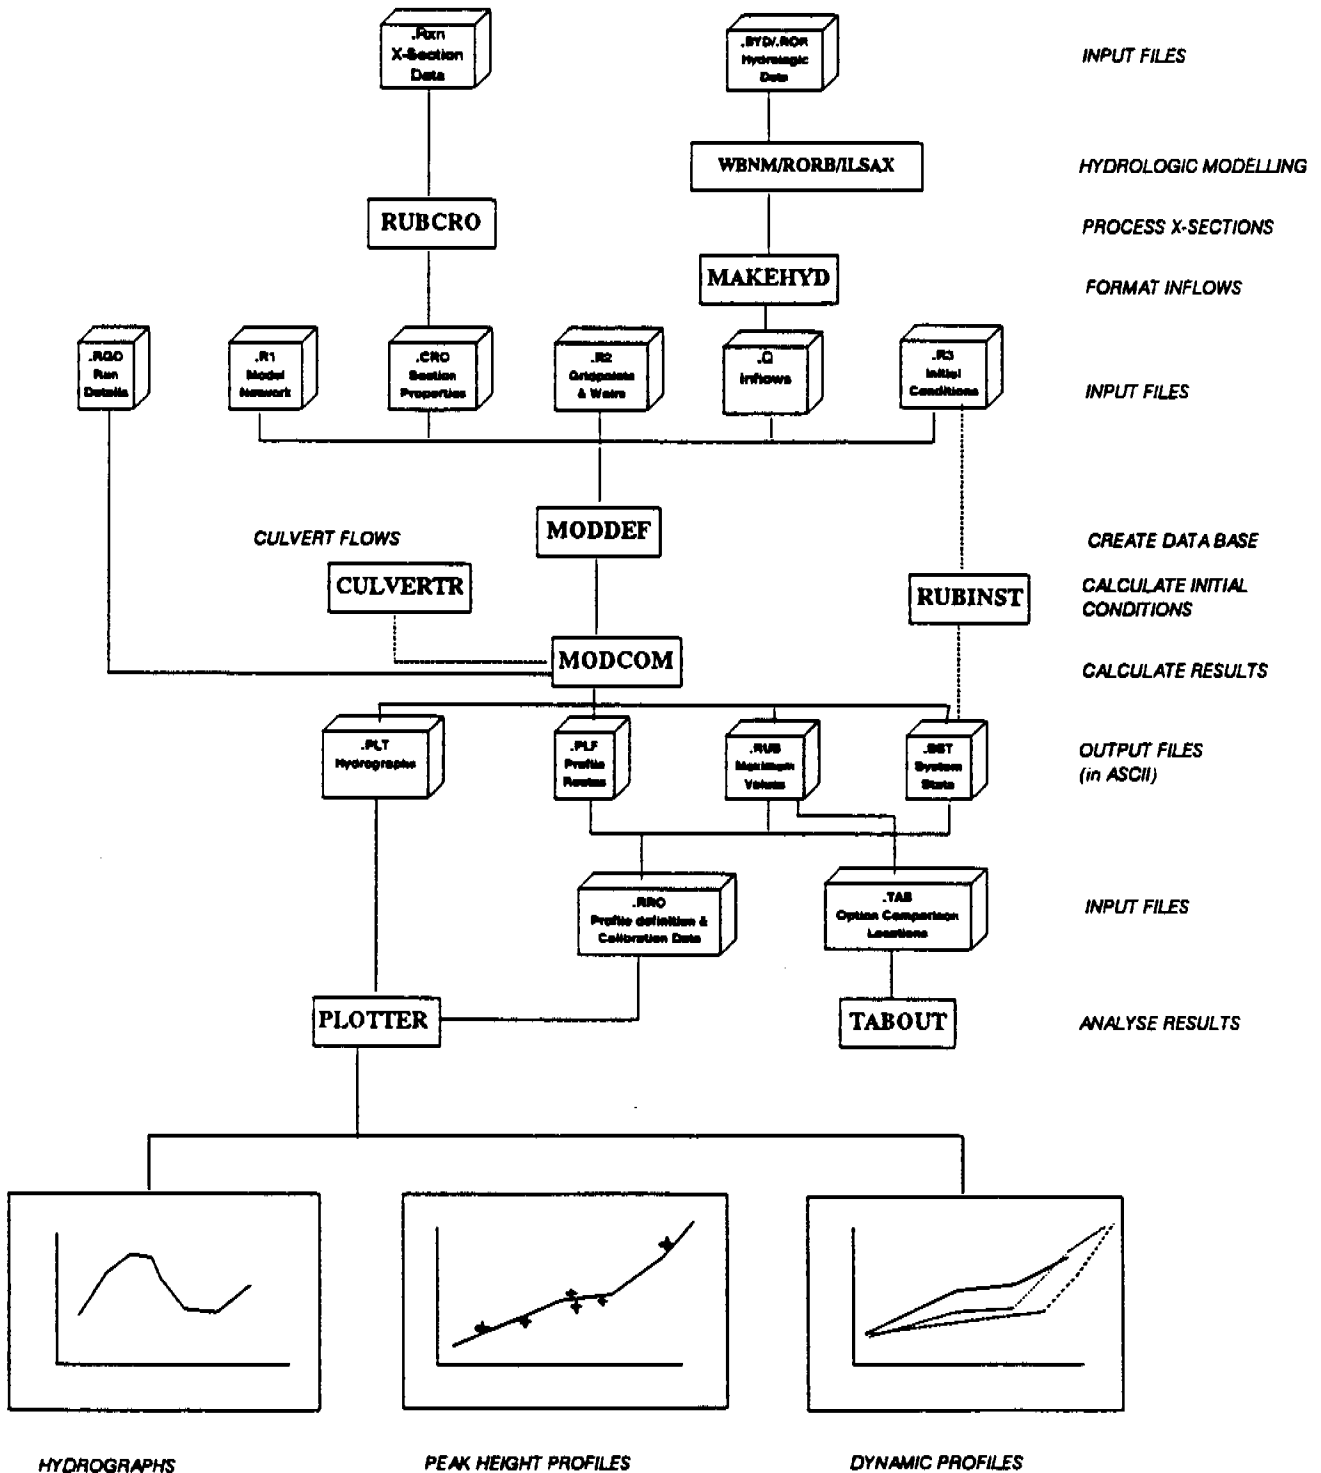 .Rxn
X-Section
Data
Hydrologic
Data
INPUT FILES
WBNM/RORB/ILSAX
HYDROLOGIC MODELLING
RUBCRO
PROCESS X-SECTIONS
MAKEHYD
FORMAT INFLOWS
.RGO
Run
Details
.R1
Model
Network
.CRO
Section
Properties
.R2
Gridpoints
& Weirs
.Q
Inflows
.R3
Initial
Conditions
INPUT FILES
MODDEF
CULVERT FLOWS
CREATE DATA BASE
CULVERTR
RUBINST
CALCULATE INITIAL
CONDITIONS
MODCOM
CALCULATE RESULTS
.PLT
Hydrographs
.PLF
Profile
Routes
.RUB
Maximum
Values
System
State
OUTPUT FILES
(in ASCII)
.RRO
Profile definition &
Calibration Data
.TAB
Option Comparison
Locations
INPUT FILES
PLOTTER
TABOUT
ANALYSE RESULTS
HYDROGRAPHS
PEAK HEIGHT PROFILES
DYNAMIC PROFILES